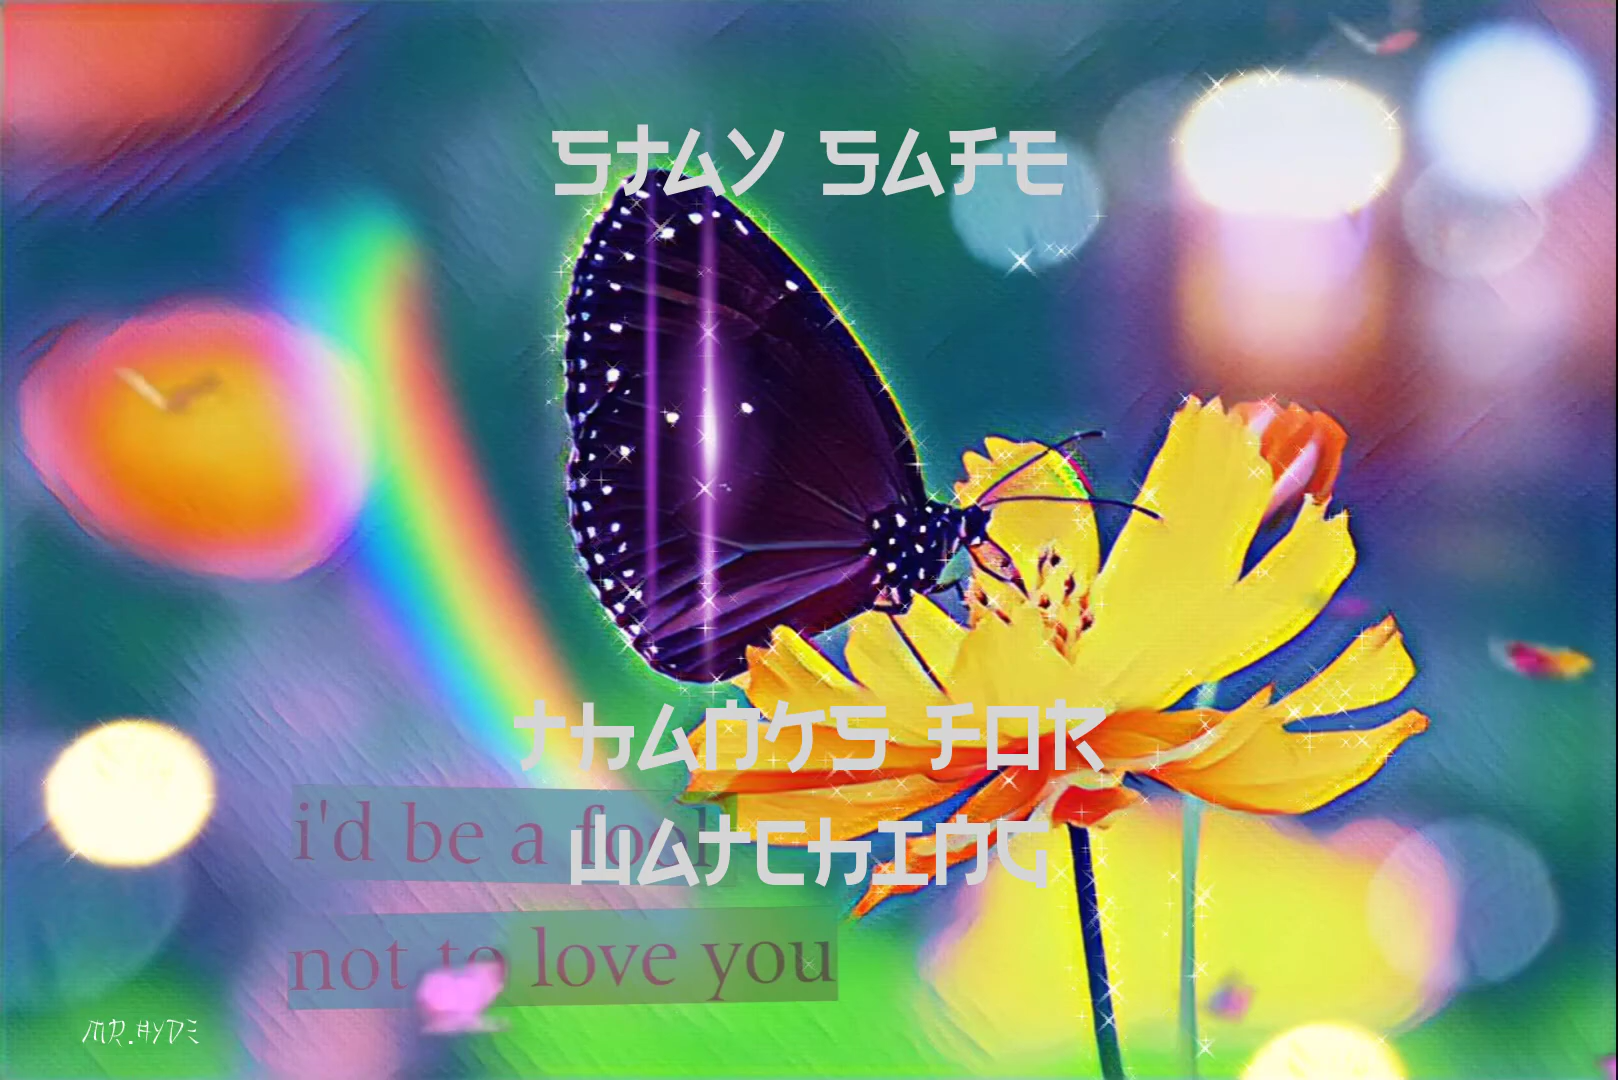 STAY SAFE
THANKS FOR
WATCHING
i'd be a fool
not to love you
MR.HYDE